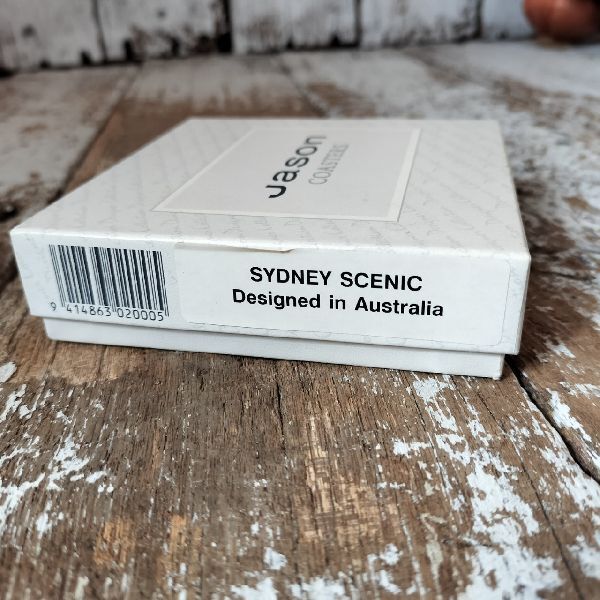 Jason
COASTERS
SYDNEY SCENIC
Designed in Australia
9 414863 020005